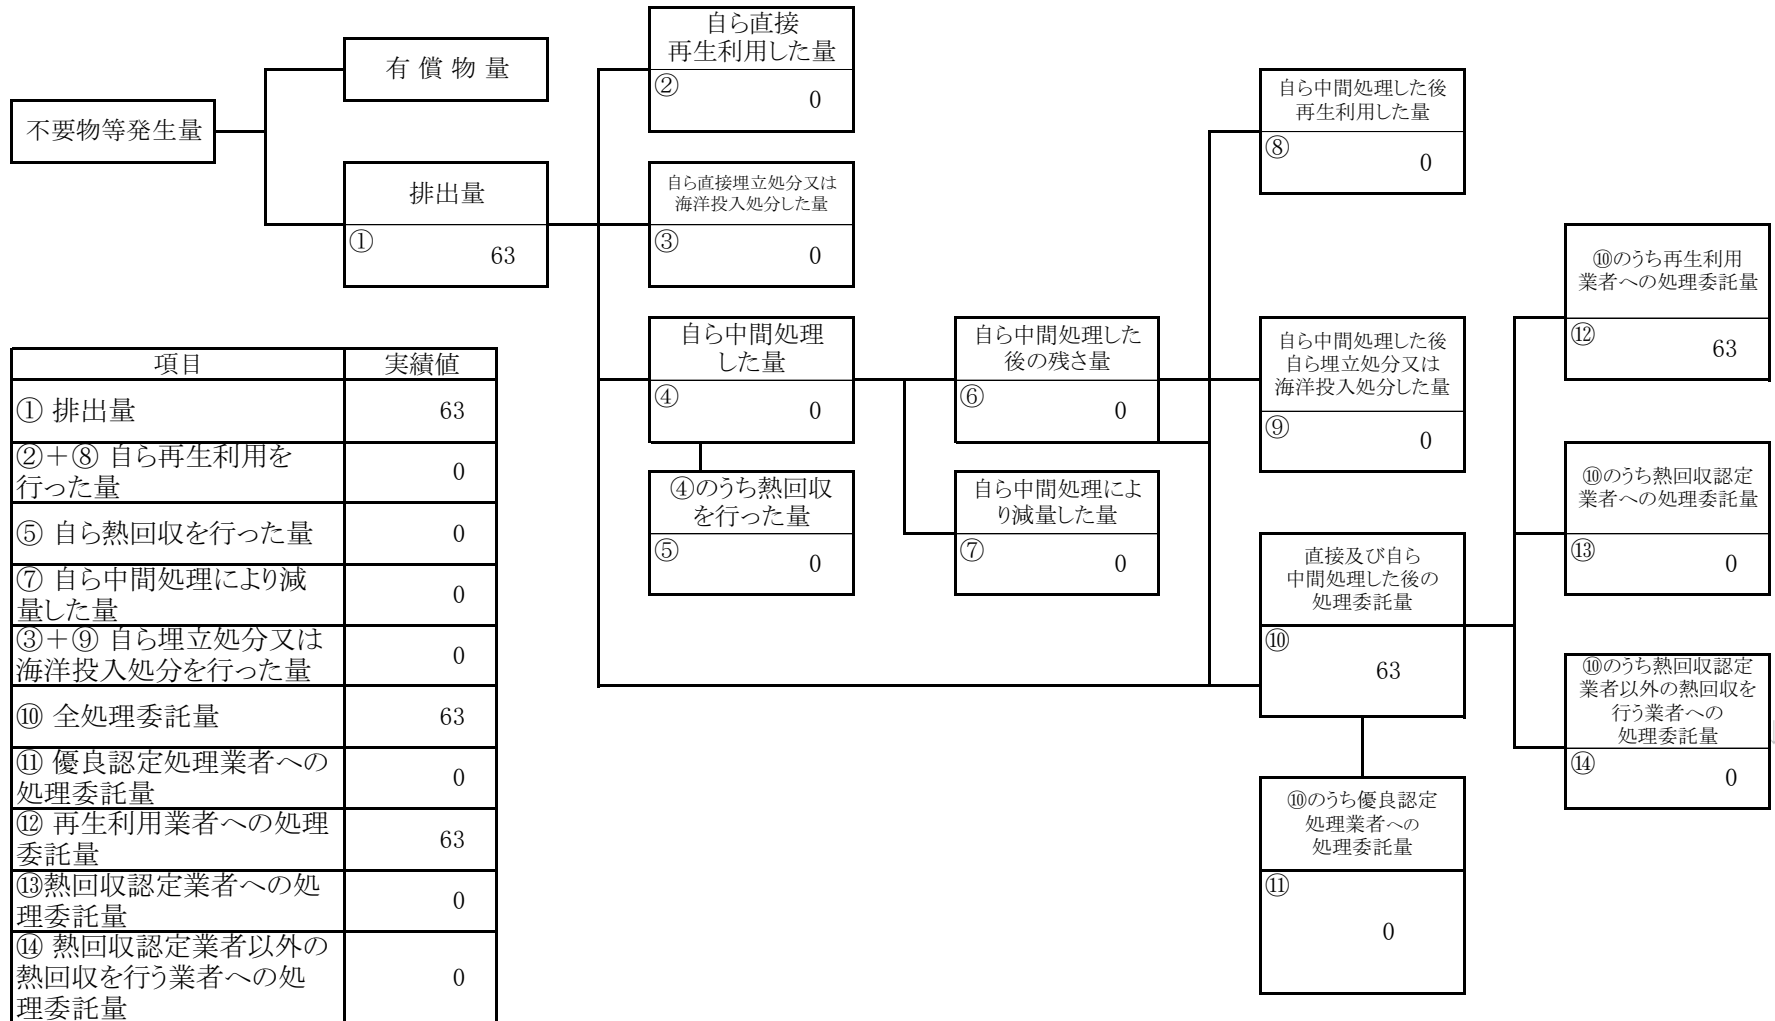 不要物等発生量
有 償 物 量
排出量
①
63
自ら直接
再生利用した量
②
0
自ら直接埋立処分又は
海洋投入処分した量
③
0
自ら中間処理
した量
④
0
④のうち熱回収
を行った量
⑤
0
自ら中間処理した
後の残さ量
⑥
0
自ら中間処理によ
り減量した量
⑦
0
自ら中間処理した後
再生利用した量
⑧
0
自ら中間処理した後
自ら埋立処分又は
海洋投入処分した量
⑨
0
直接及び自ら
中間処理した後の
処理委託量
⑩
63
⑩のうち優良認定
処理業者への
処理委託量
⑪
0
⑩のうち再生利用
業者への処理委託量
⑫
63
⑩のうち熱回収認定
業者への処理委託量
⑬
0
⑩のうち熱回収認定
業者以外の熱回収を
行う業者への
処理委託量
⑭
0
項目 実績値
① 排出量 63
②＋⑧ 自ら再生利用を
行った量 0
⑤ 自ら熱回収を行った量 0
⑦ 自ら中間処理により減
量した量 0
③＋⑨ 自ら埋立処分又は
海洋投入処分を行った量 0
⑩ 全処理委託量 63
⑪ 優良認定処理業者への
処理委託量 0
⑫ 再生利用業者への処理
委託量 63
⑬熱回収認定業者への処
理委託量 0
⑭ 熱回収認定業者以外の
熱回収を行う業者への処 0
理委託量